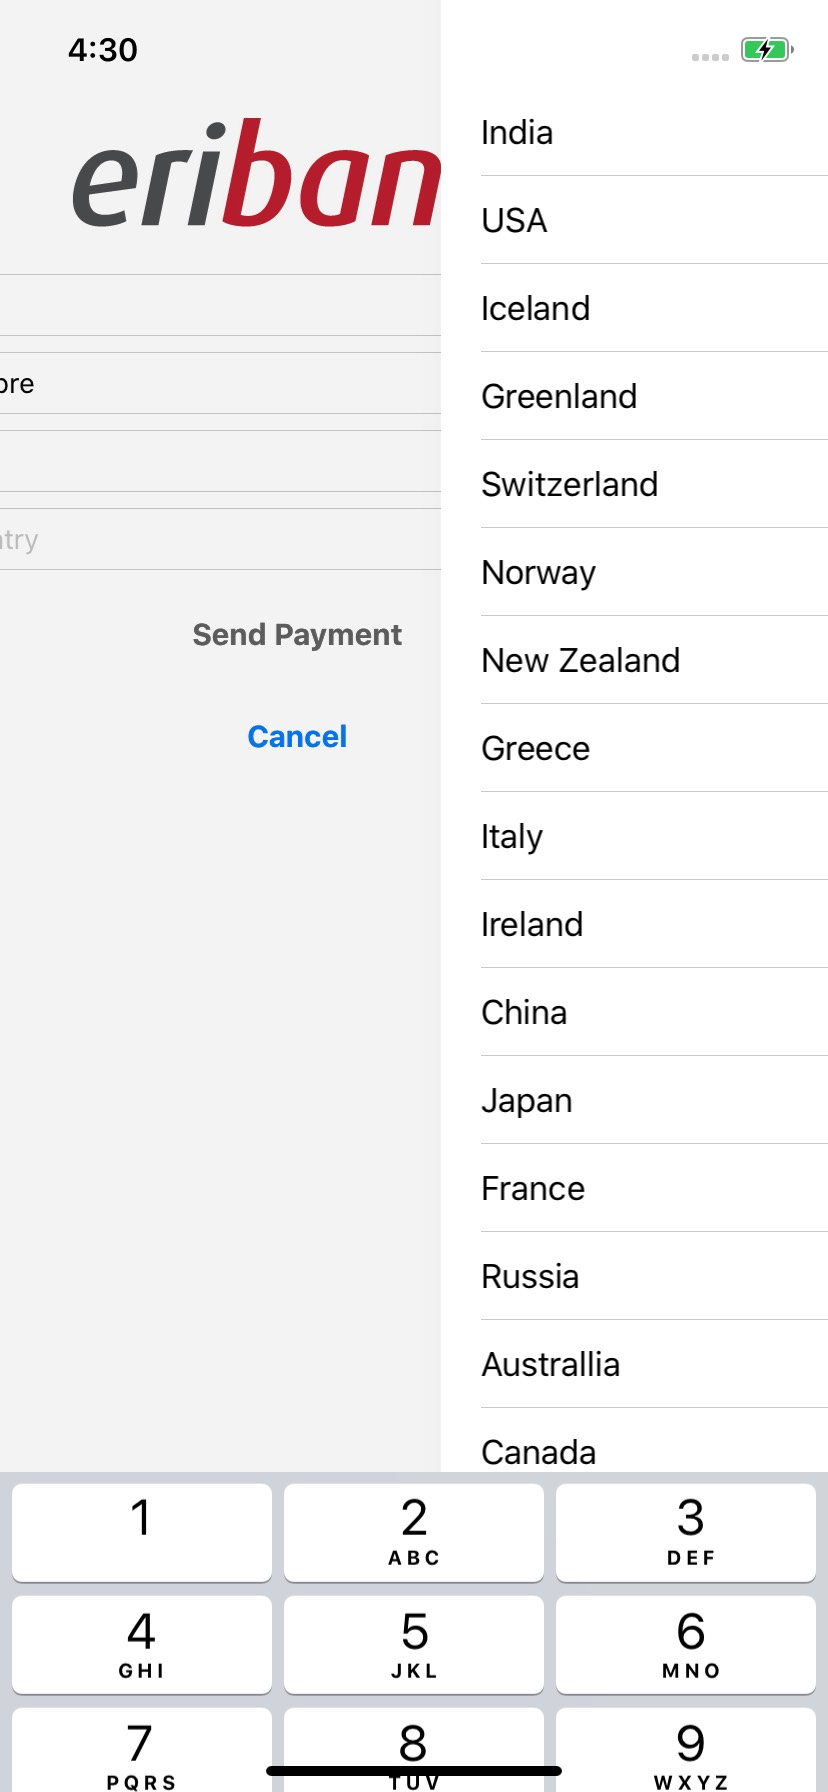 4:30
eriban
ore
try
Send Payment
Cancel
India
USA
Iceland
Greenland
Switzerland
Norway
New Zealand
Greece
Italy
Ireland
China
Japan
France
Russia
Australlia
Canada
1 2 3
ABC DEF
4 5 6
GHI JKL MNO
7 8 9
PQRS TUV WXYZ